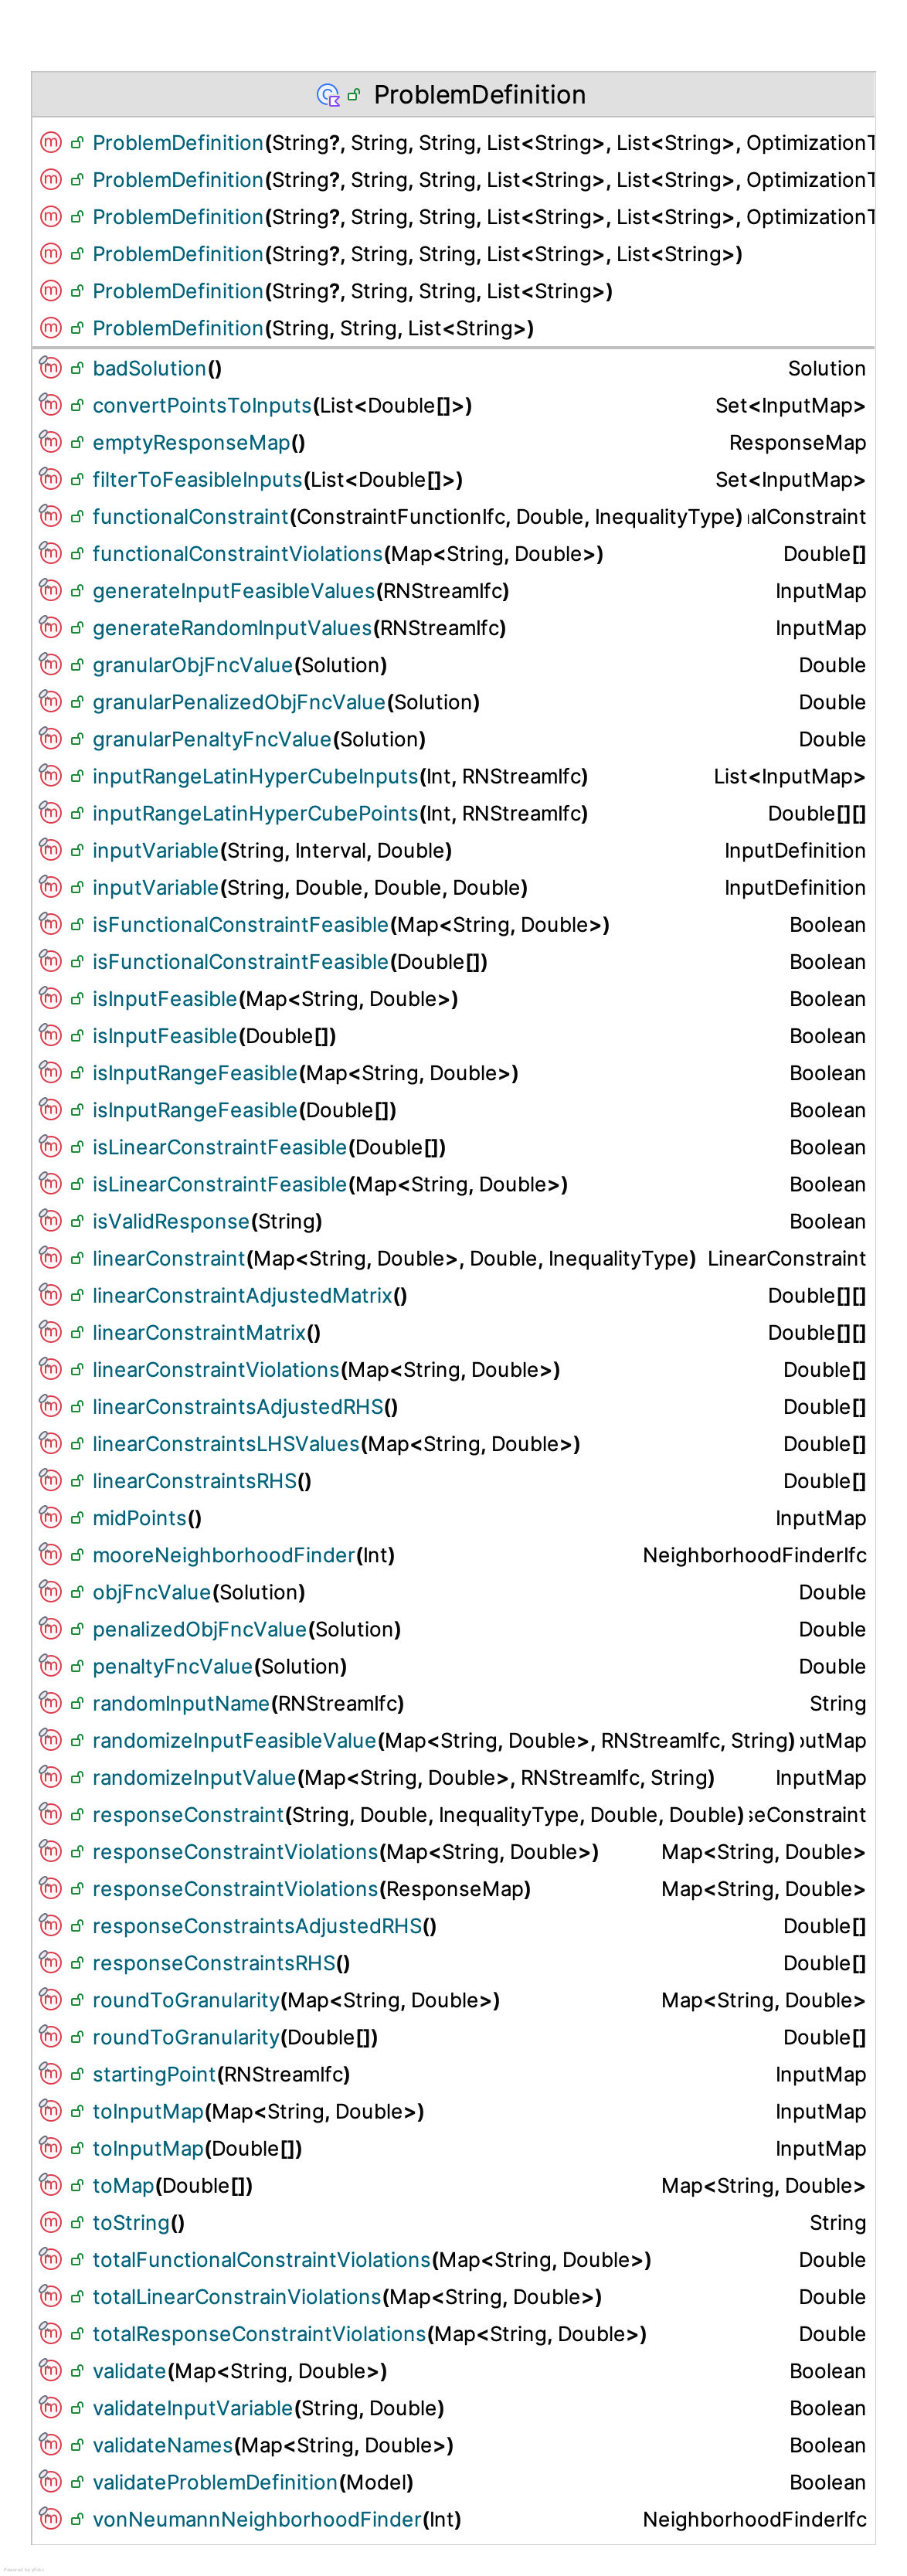 ProblemDefinition
ProblemDefinition(String?, String, String, List<String>, List<String>, OptimizationT
ProblemDefinition(String?, String, String, List<String>, List<String>, OptimizationT
ProblemDefinition(String?, String, String, List<String>, List<String>, OptimizationT
ProblemDefinition(String?, String, String, List<String>, List<String>)
ProblemDefinition(String?, String, String, List<String>)
ProblemDefinition(String, String, List<String>)
badSolution() Solution
convertPointsToInputs(List<Double[]>) Set<InputMap>
emptyResponseMap() ResponseMap
filterToFeasibleInputs(List<Double[]>) Set<InputMap>
functionalConstraint(ConstraintFunctionIfc, Double, InequalityType) alConstraint
functionalConstraintViolations(Map<String, Double>) Double[]
generateInputFeasibleValues(RNStreamIfc) InputMap
generateRandomInputValues(RNStreamIfc) InputMap
granularObjFncValue(Solution) Double
granularPenalizedObjFncValue(Solution) Double
granularPenaltyFncValue(Solution) Double
inputRangeLatinHyperCubeInputs(Int, RNStreamIfc) List<InputMap>
inputRangeLatinHyperCubePoints(Int, RNStreamIfc) Double[][]
inputVariable(String, Interval, Double) InputDefinition
inputVariable(String, Double, Double, Double) InputDefinition
isFunctionalConstraintFeasible(Map<String, Double>) Boolean
isFunctionalConstraintFeasible(Double[]) Boolean
isInputFeasible(Map<String, Double>) Boolean
isInputFeasible(Double[]) Boolean
isInputRangeFeasible(Map<String, Double>) Boolean
isInputRangeFeasible(Double[]) Boolean
isLinearConstraintFeasible(Double[]) Boolean
isLinearConstraintFeasible(Map<String, Double>) Boolean
isValidResponse(String) Boolean
linearConstraint(Map<String, Double>, Double, InequalityType) LinearConstraint
linearConstraintAdjustedMatrix() Double[][]
linearConstraintMatrix() Double[][]
linearConstraintViolations(Map<String, Double>) Double[]
linearConstraintsAdjustedRHS() Double[]
linearConstraintsLHSValues(Map<String, Double>) Double[]
linearConstraintsRHS() Double[]
midPoints() InputMap
mooreNeighborhoodFinder(Int) NeighborhoodFinderIfc
objFncValue(Solution) Double
penalizedObjFncValue(Solution) Double
penaltyFncValue(Solution) Double
randomInputName(RNStreamIfc) String
randomizeInputFeasibleValue(Map<String, Double>, RNStreamIfc, String) utMap
randomizeInputValue(Map<String, Double>, RNStreamIfc, String) InputMap
responseConstraint(String, Double, InequalityType, Double, Double) seConstraint
responseConstraintViolations(Map<String, Double>) Map<String, Double>
responseConstraintViolations(ResponseMap) Map<String, Double>
responseConstraintsAdjustedRHS() Double[]
responseConstraintsRHS() Double[]
roundToGranularity(Map<String, Double>) Map<String, Double>
roundToGranularity(Double[]) Double[]
startingPoint(RNStreamIfc) InputMap
toInputMap(Map<String, Double>) InputMap
toInputMap(Double[]) InputMap
toMap(Double[]) Map<String, Double>
toString() String
totalFunctionalConstraintViolations(Map<String, Double>) Double
totalLinearConstrainViolations(Map<String, Double>) Double
totalResponseConstraintViolations(Map<String, Double>) Double
validate(Map<String, Double>) Boolean
validateInputVariable(String, Double) Boolean
validateNames(Map<String, Double>) Boolean
validateProblemDefinition(Model) Boolean
vonNeumannNeighborhoodFinder(Int) NeighborhoodFinderIfc
Powered by yFiles